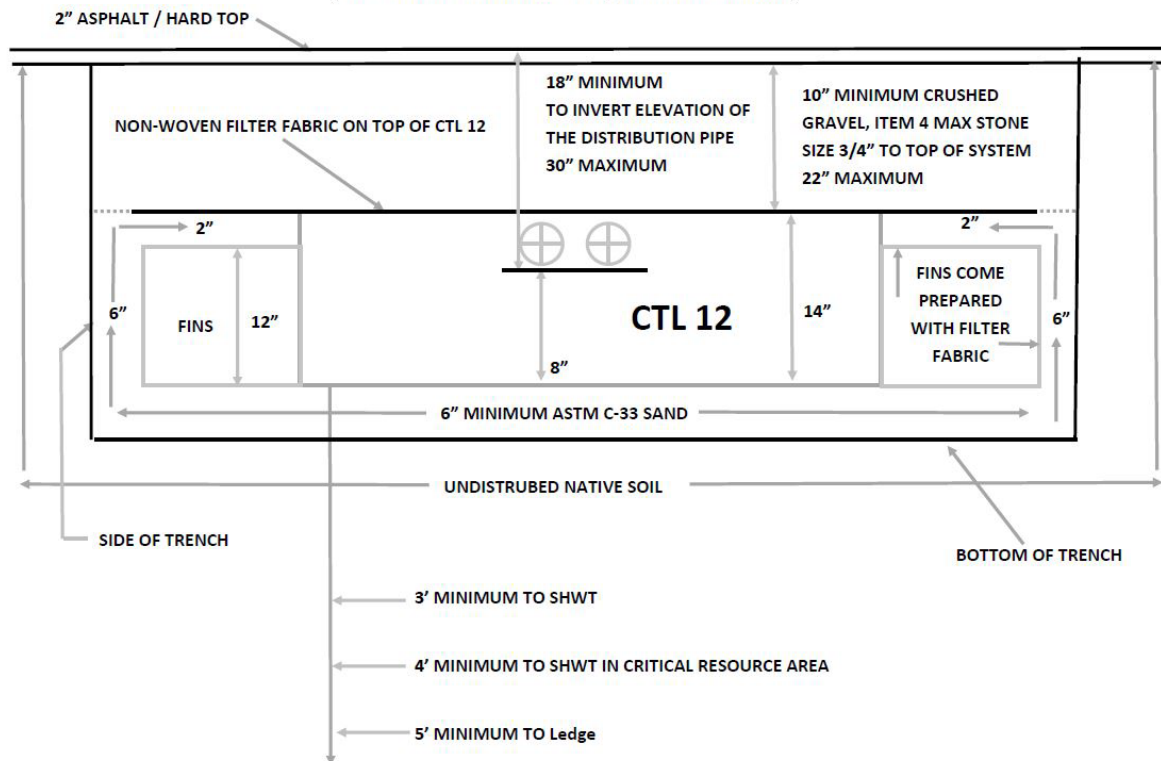 2” ASPHALT / HARD TOP
18” MINIMUM
TO INVERT ELEVATION OF
THE DISTRIBUTION PIPE
30” MAXIMUM
10” MINIMUM CRUSHED
GRAVEL, ITEM 4 MAX STONE
SIZE 3/4” TO TOP OF SYSTEM
22” MAXIMUM
NON-WOVEN FILTER FABRIC ON TOP OF CTL 12
2”
2”
6”
FINS
12”
CTL 12
8”
14”
FINS COME
PREPARED
WITH FILTER
FABRIC
6”
6” MINIMUM ASTM C-33 SAND
UNDISTRUBED NATIVE SOIL
SIDE OF TRENCH
BOTTOM OF TRENCH
3’ MINIMUM TO SHWT
4’ MINIMUM TO SHWT IN CRITICAL RESOURCE AREA
5’ MINIMUM TO Ledge